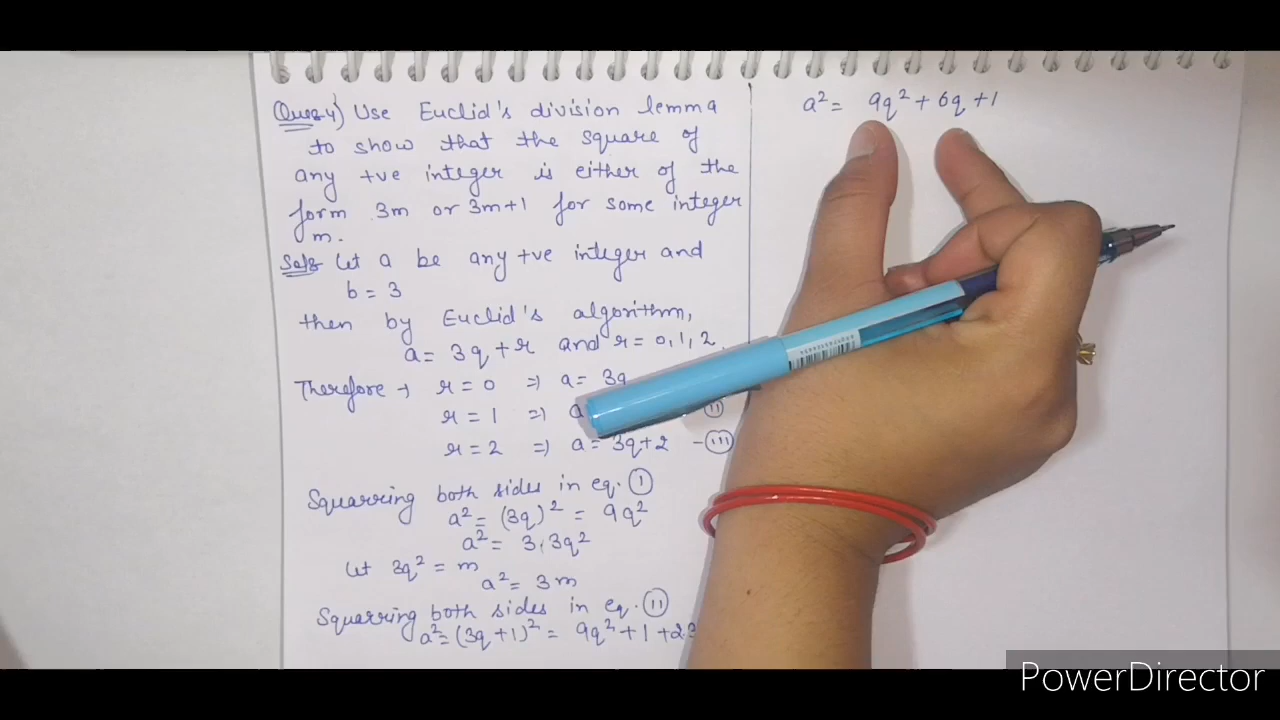 Ques 4) Use Euclid's division lemma
to show that the square of
any +ve integer is either of the
form 3m or 3m+1 for some integer
m.
Sol: Let a be any +ve integer and
b = 3
then by Euclid's algorithm,
a = 3q + r and r = 0, 1, 2.
Therefore → r = 0 ⇒ a = 3q
r = 1 ⇒ a (II)
r = 2 ⇒ a = 3q+2 - (III)
Squarring both sides in eq. (I)
a² = (3q)² = 9q²
a² = 3.3q²
Let 3q² = m
a² = 3m
Squarring both sides in eq. (II)
a² = (3q+1)² = 9q² + 1 + 2.3
a² = 9q² + 6q + 1
PowerDirector